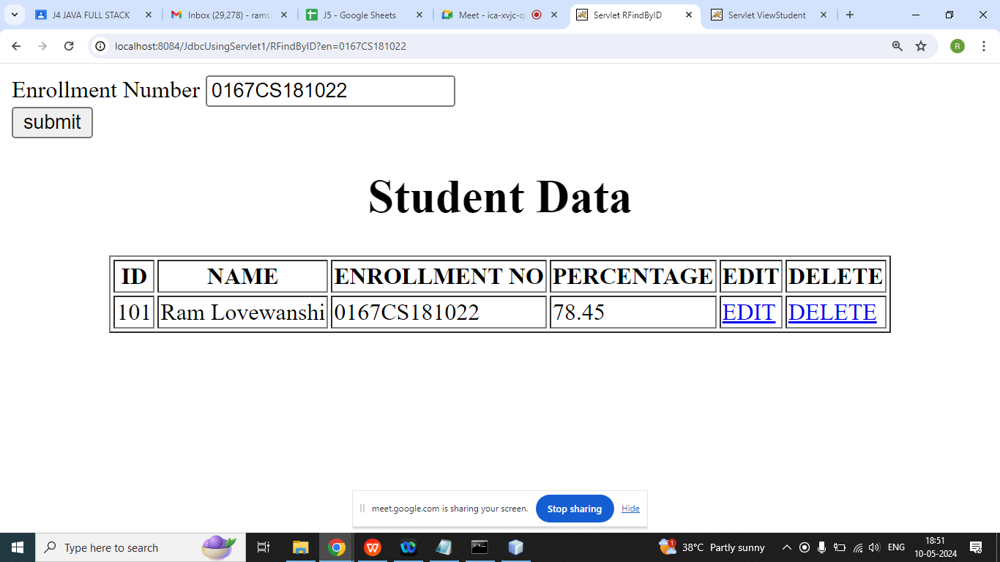 J4 JAVA FULL STACK
Inbox (29,278) - rams
J5 - Google Sheets
Meet - ica-xvjc-q
Servlet RFindByID
Servlet ViewStudent
localhost:8084/JdbcUsingServlet1/RFindByID?en=0167CS181022
R
Enrollment Number 0167CS181022
submit
Student Data
ID NAME ENROLLMENT NO PERCENTAGE EDIT DELETE
101 Ram Lovewanshi 0167CS181022 78.45 EDIT DELETE
meet.google.com is sharing your screen. Stop sharing Hide
Type here to search
1
38°C Partly sunny
ENG
18:51
10-05-2024